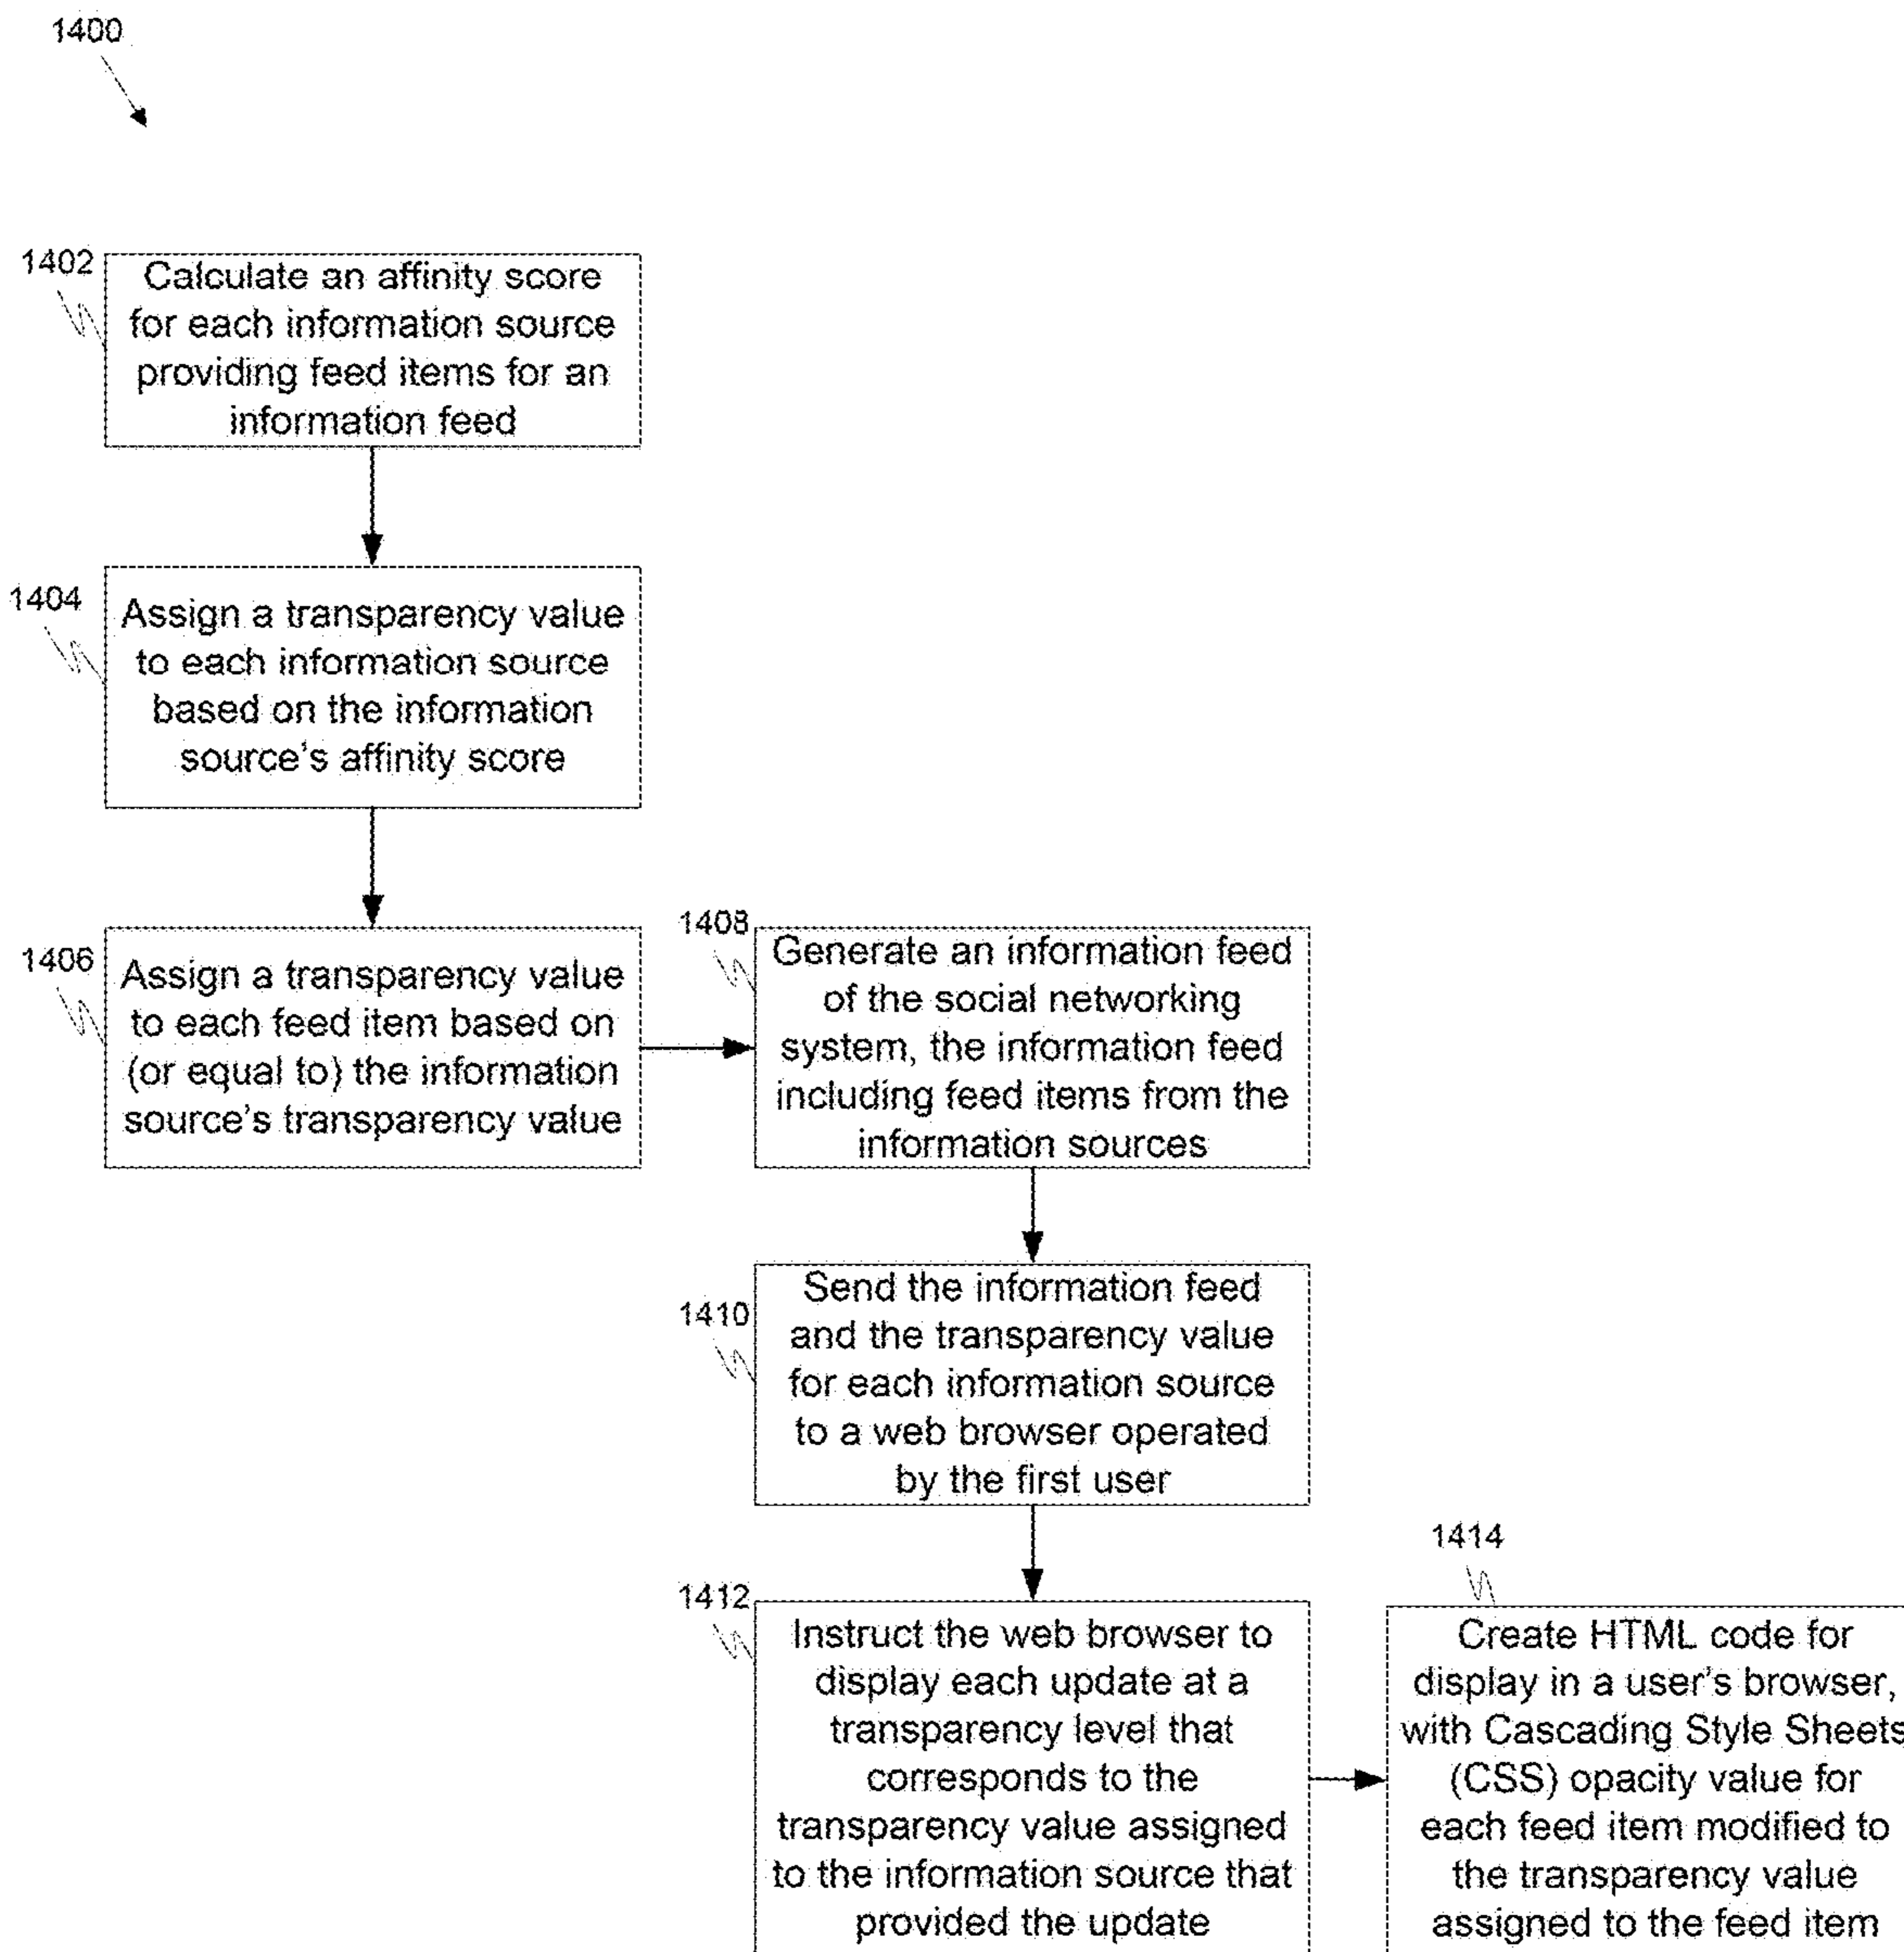 1400
1402
Calculate an affinity score
for each information source
providing feed items for an
information feed
1404
Assign a transparency value
to each information source
based on the information
source's affinity score
1406
Assign a transparency value
to each feed item based on
(or equal to) the information
source's transparency value
1408
Generate an information feed
of the social networking
system, the information feed
including feed items from the
information sources
1410
Send the information feed
and the transparency value
for each information source
to a web browser operated
by the first user
1412
Instruct the web browser to
display each update at a
transparency level that
corresponds to the
transparency value assigned
to the information source that
provided the update
1414
Create HTML code for
display in a user's browser,
with Cascading Style Sheets
(CSS) opacity value for
each feed item modified to
the transparency value
assigned to the feed item